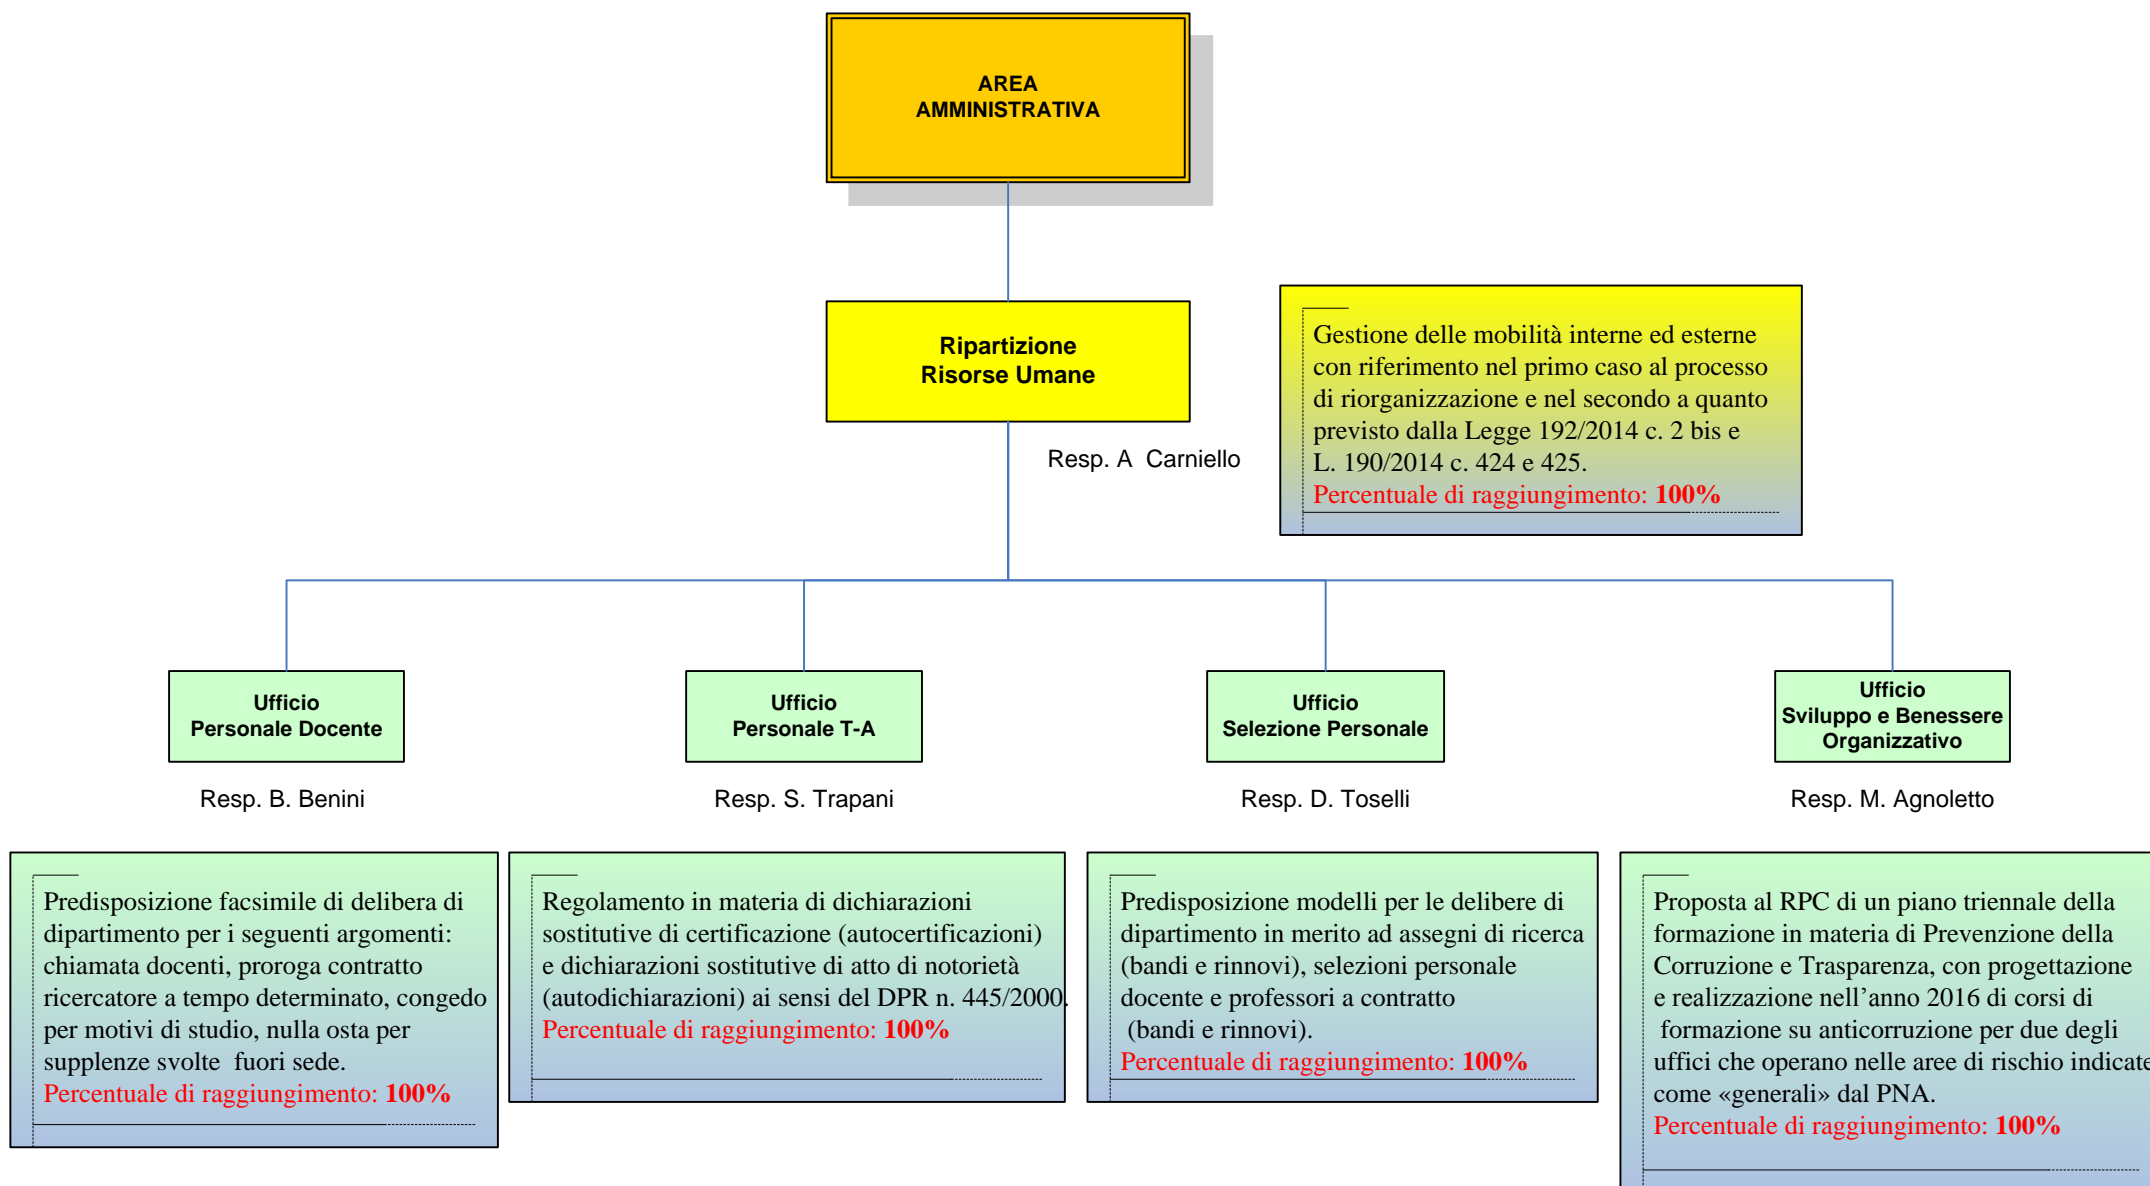 AREA
AMMINISTRATIVA
Ripartizione
Risorse Umane
Resp. A  Carniello
Gestione delle mobilità interne ed esterne
con riferimento nel primo caso al processo
di riorganizzazione e nel secondo a quanto
previsto dalla Legge 192/2014 c. 2 bis e
L. 190/2014 c. 424 e 425.
Percentuale di raggiungimento: 100%
Ufficio
Personale Docente
Resp. B. Benini
Predisposizione facsimile di delibera di
dipartimento per i seguenti argomenti:
chiamata docenti, proroga contratto
ricercatore a tempo determinato, congedo
per motivi di studio, nulla osta per
supplenze svolte  fuori sede.
Percentuale di raggiungimento: 100%
Ufficio
Personale T-A
Resp. S. Trapani
Regolamento in materia di dichiarazioni
sostitutive di certificazione (autocertificazioni)
e dichiarazioni sostitutive di atto di notorietà
(autodichiarazioni) ai sensi del DPR n. 445/2000.
Percentuale di raggiungimento: 100%
Ufficio
Selezione Personale
Resp. D. Toselli
Predisposizione modelli per le delibere di
dipartimento in merito ad assegni di ricerca
(bandi e rinnovi), selezioni personale
docente e professori a contratto
(bandi e rinnovi).
Percentuale di raggiungimento: 100%
Ufficio
Sviluppo e Benessere
Organizzativo
Resp. M. Agnoletto
Proposta al RPC di un piano triennale della
formazione in materia di Prevenzione della
Corruzione e Trasparenza, con progettazione
e realizzazione nell’anno 2016 di corsi di
formazione su anticorruzione per due degli
uffici che operano nelle aree di rischio indicate
come «generali» dal PNA.
Percentuale di raggiungimento: 100%